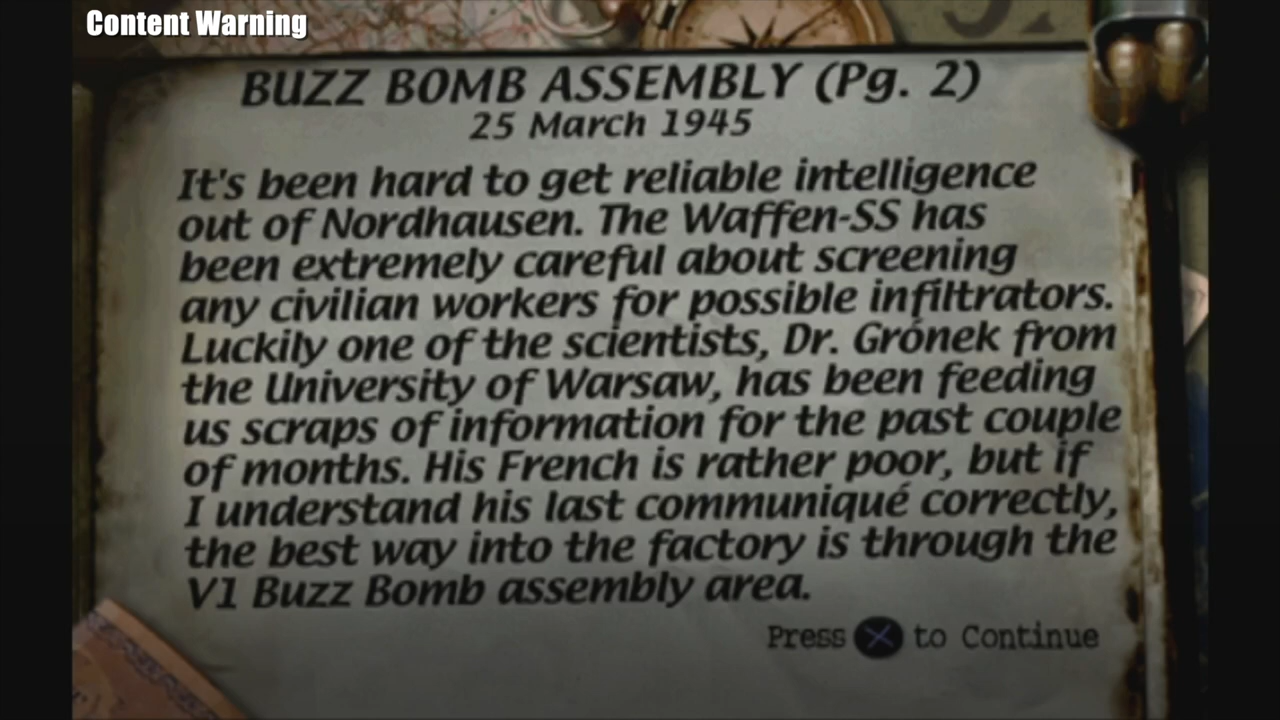 Content Warning
BUZZ BOMB ASSEMBLY (Pg. 2)
25 March 1945
It's been hard to get reliable intelligence
out of Nordhausen. The Waffen-SS has
been extremely careful about screening
any civilian workers for possible infiltrators.
Luckily one of the scientists, Dr. Grónek from
the University of Warsaw, has been feeding
us scraps of information for the past couple
of months. His French is rather poor, but if
I understand his last communiqué correctly,
the best way into the factory is through the
V1 Buzz Bomb assembly area.
Press X to Continue